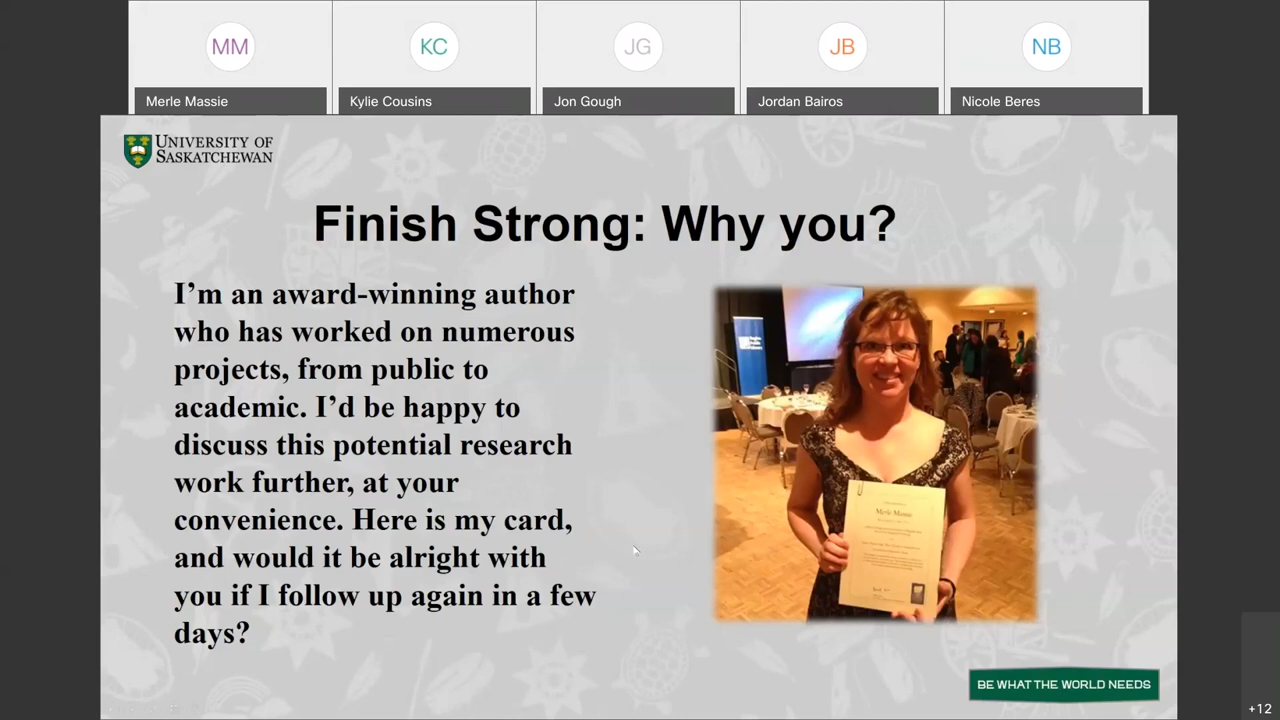 MM
KC
JG
JB
NB
Merle Massie
Kylie Cousins
Jon Gough
Jordan Bairos
Nicole Beres
UNIVERSITY OF
SASKATCHEWAN
Finish Strong: Why you?
I'm an award-winning author
who has worked on numerous
projects, from public to
academic. I'd be happy to
discuss this potential research
work further, at your
convenience. Here is my card,
and would it be alright with
you if I follow up again in a few
days?
Merle Massie
BE WHAT THE WORLD NEEDS
+12